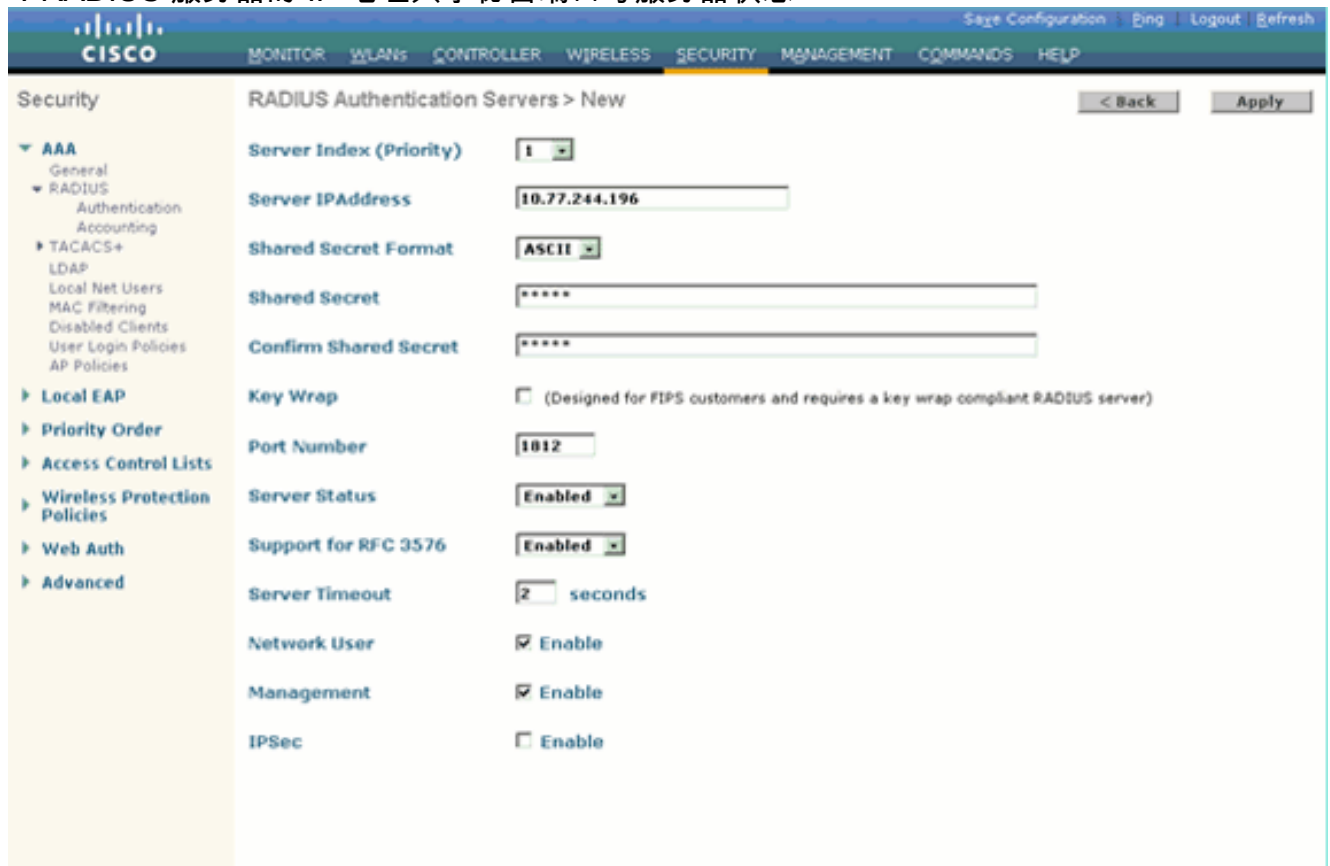 RADIUS
IP
Save Configuration | Ping | Logout | Refresh
CISCO
MONITOR WLANs CONTROLLER WIRELESS SECURITY MANAGEMENT COMMANDS HELP
Security
RADIUS Authentication Servers > New
< Back
Apply
AAA
General
RADIUS
Authentication
Accounting
TACACS+
LDAP
Local Net Users
MAC Filtering
Disabled Clients
User Login Policies
AP Policies
Local EAP
Priority Order
Access Control Lists
Wireless Protection
Policies
Web Auth
Advanced
Server Index (Priority) 1
Server IPAddress 10.77.244.196
Shared Secret Format ASCII
Shared Secret *****
Confirm Shared Secret *****
Key Wrap (Designed for FIPS customers and requires a key wrap compliant RADIUS server)
Port Number 1812
Server Status Enabled
Support for RFC 3576 Enabled
Server Timeout 2 seconds
Network User Enable
Management Enable
IPSec Enable